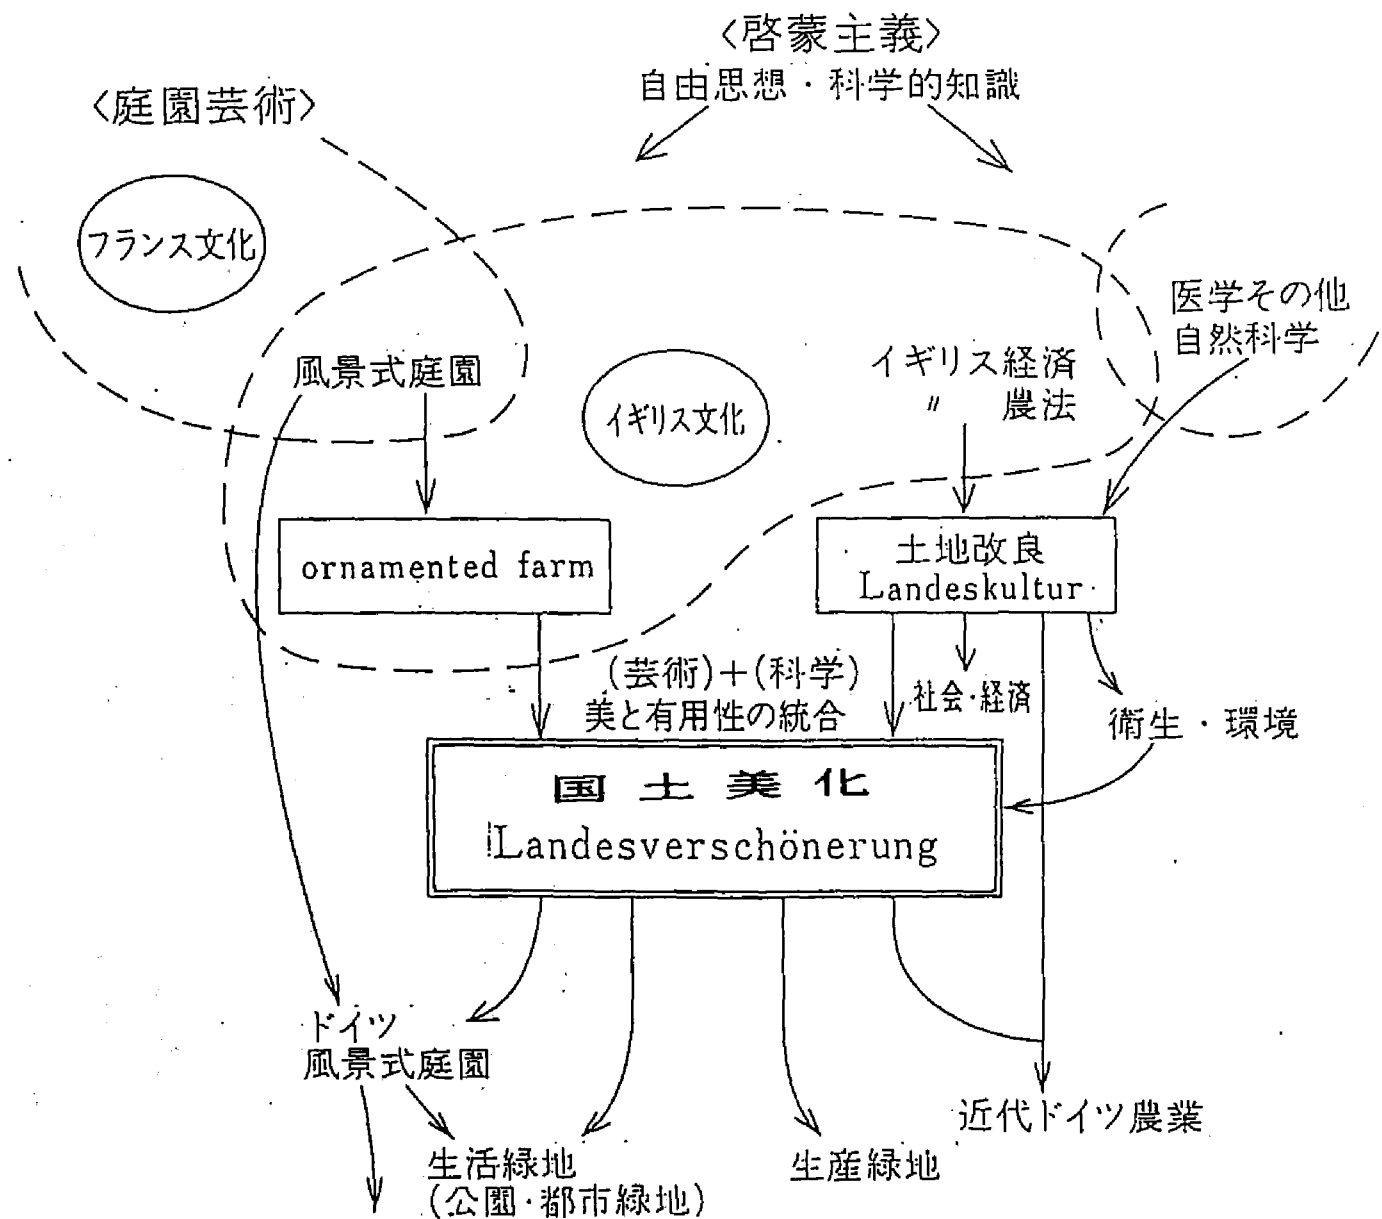 〈啓蒙主義〉
自由思想・科学的知識
〈庭園芸術〉
フランス文化
医学その他
自然科学
風景式庭園
イギリス経済
〃 農法
イギリス文化
ornamented farm
土地改良
Landeskultur
(芸術)+(科学)
美と有用性の統合
社会・経済
衛生・環境
国土美化
Landesverschönerung
ドイツ
風景式庭園
近代ドイツ農業
生活緑地
(公園・都市緑地)
生産緑地